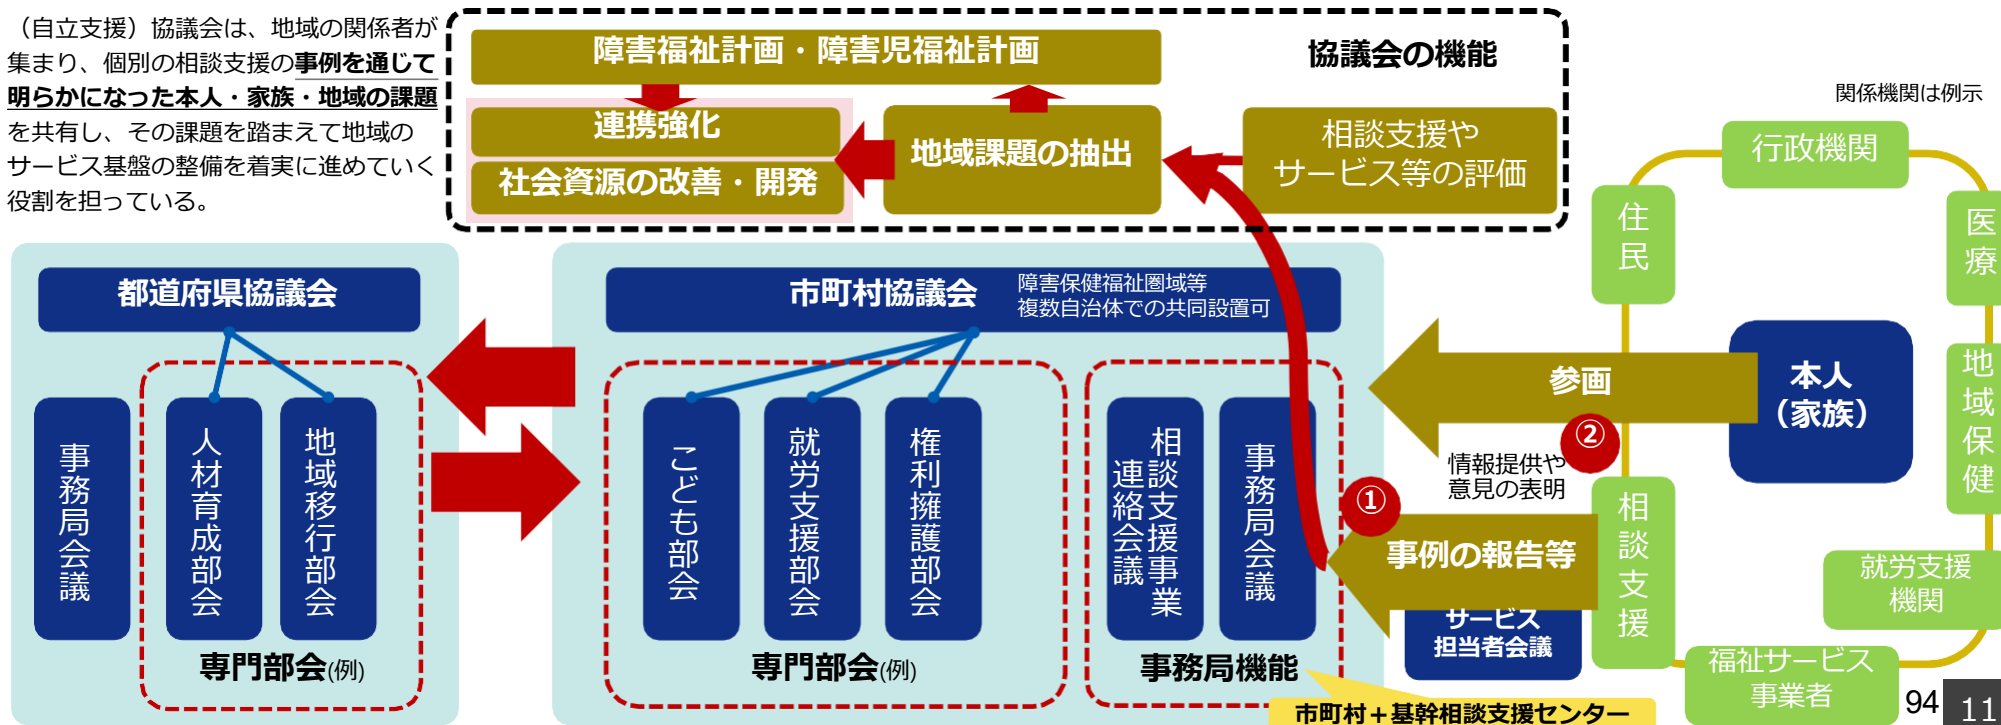 （自立支援）協議会は、地域の関係者が
集まり、個別の相談支援の事例を通じて
明らかになった本人・家族・地域の課題
を共有し、その課題を踏まえて地域の
サービス基盤の整備を着実に進めていく
役割を担っている。
障害福祉計画・障害児福祉計画
協議会の機能
連携強化
社会資源の改善・開発
地域課題の抽出
相談支援や
サービス等の評価
関係機関は例示
行政機関
住民
医療
都道府県協議会
市町村協議会
障害保健福祉圏域等
複数自治体での共同設置可
参画
本人
（家族）
地域保健
事務局会議
人材育成部会
地域移行部会
専門部会(例)
こども部会
就労支援部会
権利擁護部会
専門部会(例)
相談支援事業
連絡会議
事務局会議
事務局機能
①
②
情報提供や
意見の表明
事例の報告等
サービス
担当者会議
相談支援
就労支援
機関
福祉サービス
事業者
市町村＋基幹相談支援センター
94
11